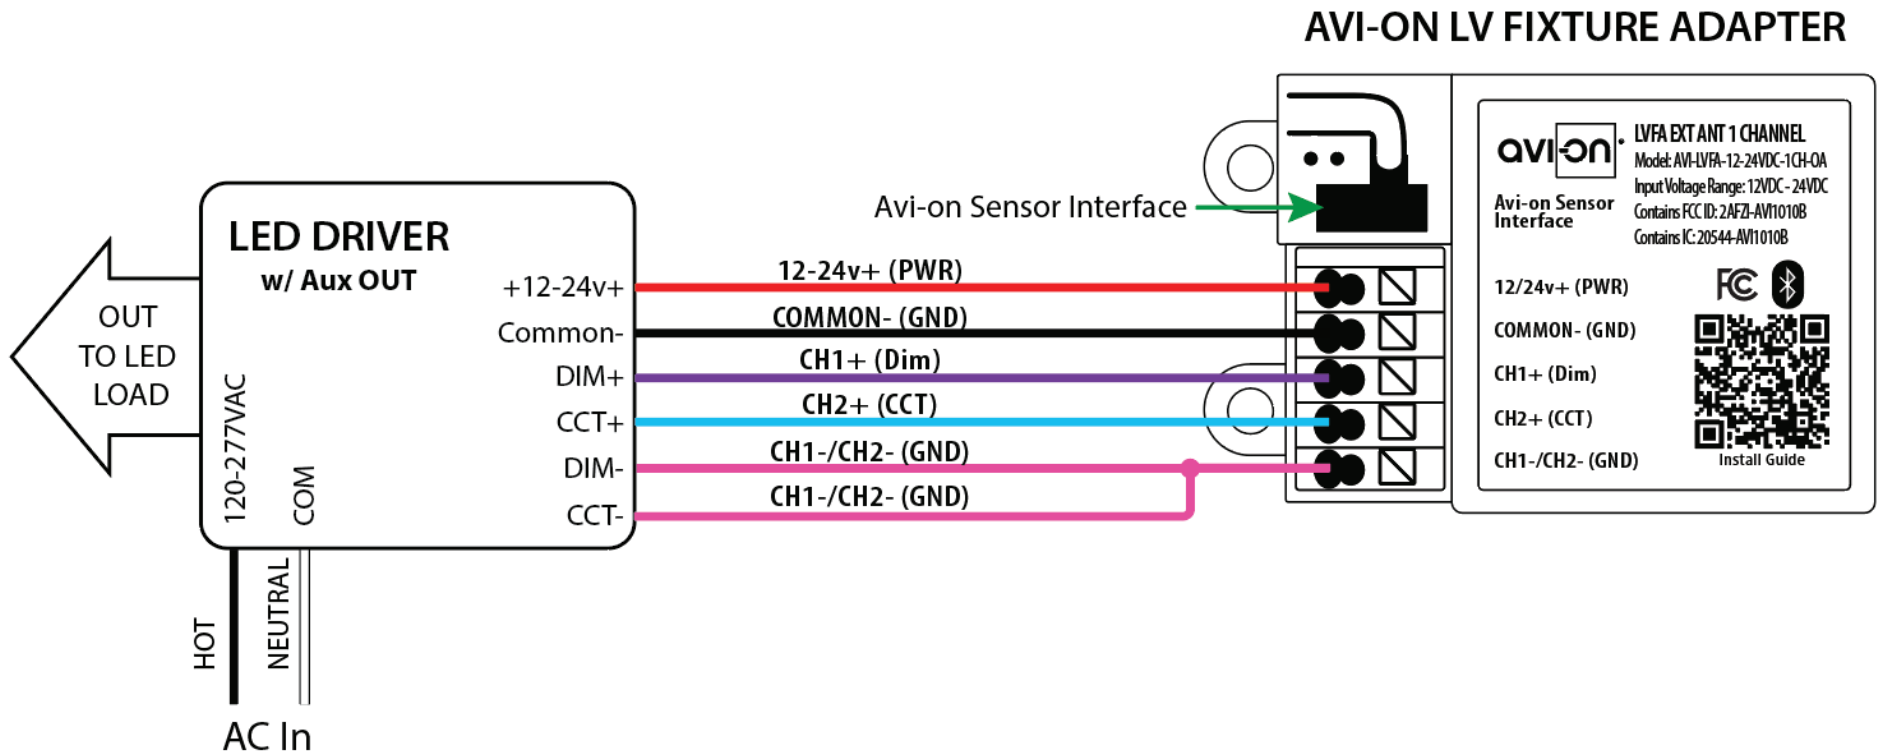 AVI-ON LV FIXTURE ADAPTER
avi-on
LVFA EXT ANT 1 CHANNEL
Model: AVI-LVFA-12-24VDC-1CH-OA
Input Voltage Range: 12VDC - 24VDC
Contains FCC ID: 2AFZI-AVI1010B
Contains IC: 20544-AVI1010B
Avi-on Sensor
Interface
FC
12/24v+ (PWR)
COMMON- (GND)
CH1+ (Dim)
CH2+ (CCT)
CH1-/CH2- (GND)
Install Guide
Avi-on Sensor Interface
LED DRIVER
w/ Aux OUT
+12-24v+
Common-
DIM+
CCT+
DIM-
CCT-
12-24v+ (PWR)
COMMON- (GND)
CH1+ (Dim)
CH2+ (CCT)
CH1-/CH2- (GND)
CH1-/CH2- (GND)
OUT
TO LED
LOAD
120-277VAC
COM
HOT
NEUTRAL
AC In